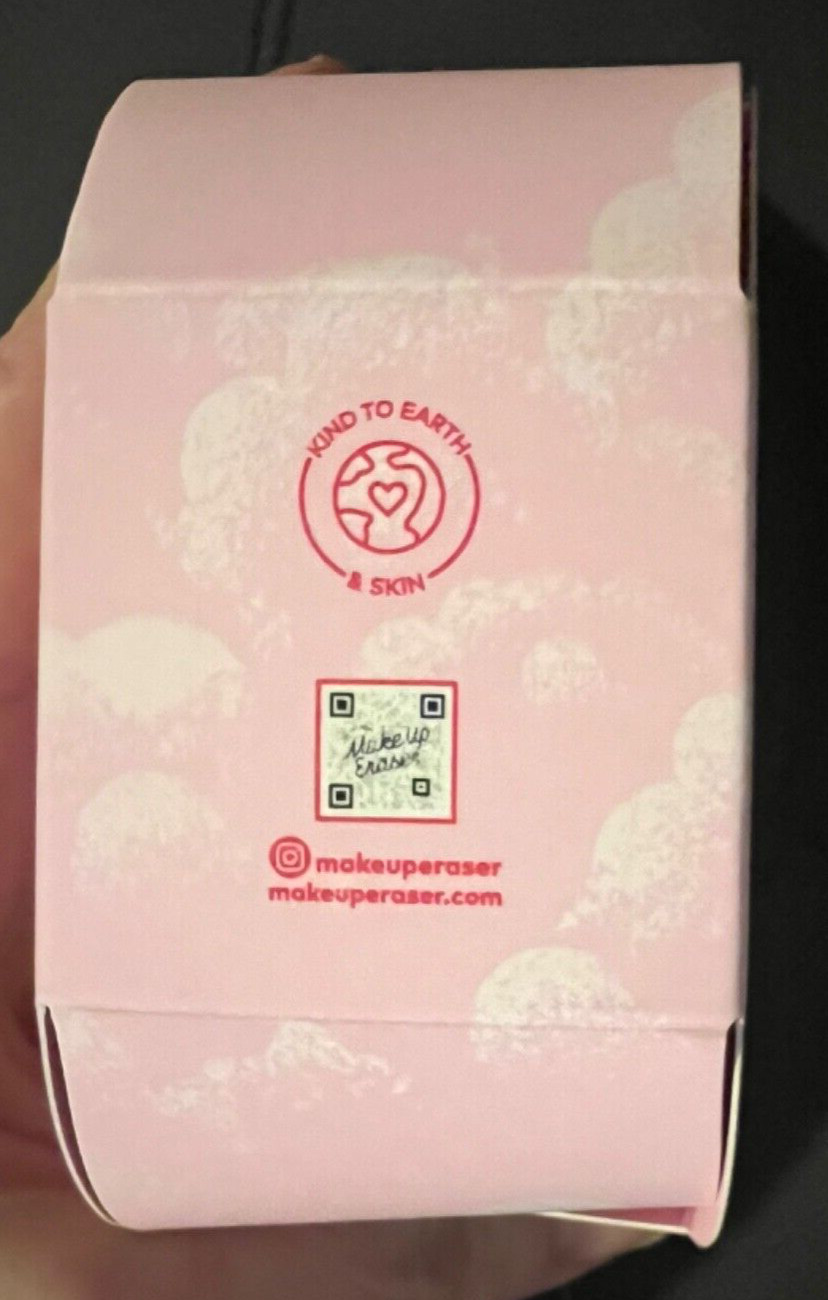 KIND TO EARTH
& SKIN
MakeUp
Eraser
makeuperaser
makeuperaser.com